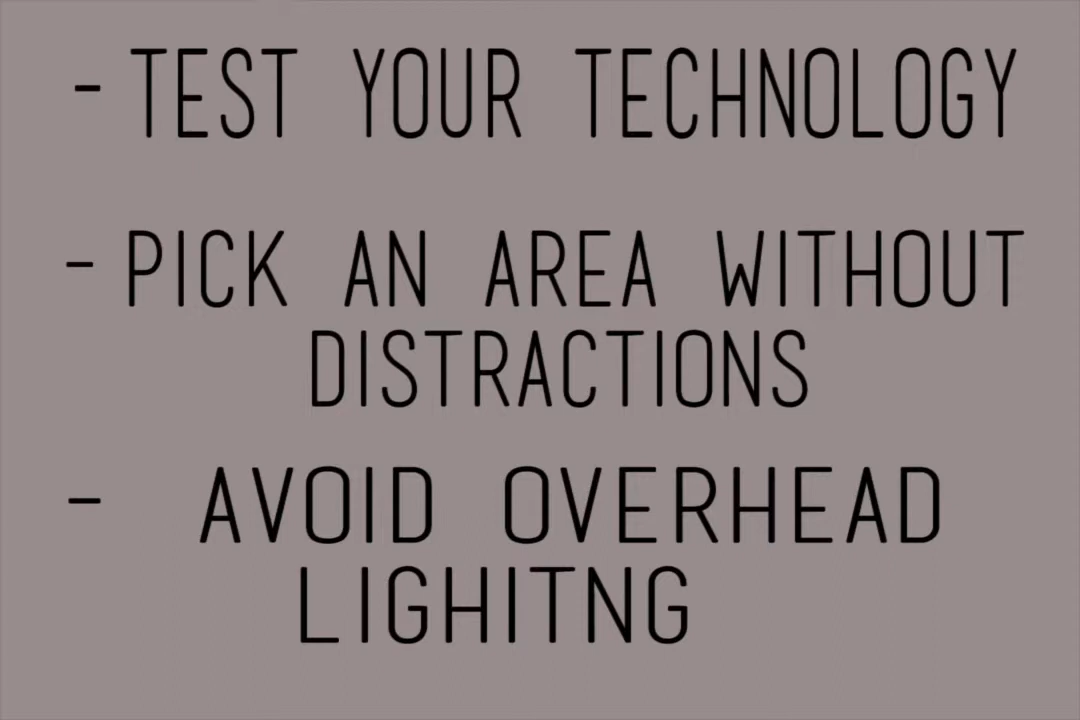 - TEST YOUR TECHNOLOGY
- PICK AN AREA WITHOUT
DISTRACTIONS
- AVOID OVERHEAD
LIGHITNG